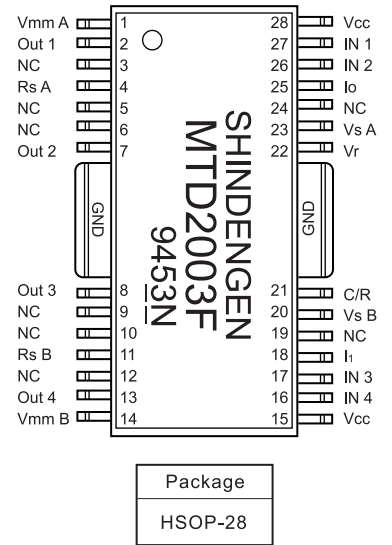 Vmm A 1 28 Vcc
Out 1 2 27 IN 1
NC 3 26 IN 2
Rs A 4 25 Io
NC 5 24 NC
NC 6 23 Vs A
Out 2 7 22 Vr
GND
SHINDENGEN
MTD2003F
9453N
GND
Out 3 8 21 C/R
NC 9 20 Vs B
NC 10 19 NC
Rs B 11 18 I₁
NC 12 17 IN 3
Out 4 13 16 IN 4
Vmm B 14 15 Vcc
Package
HSOP-28